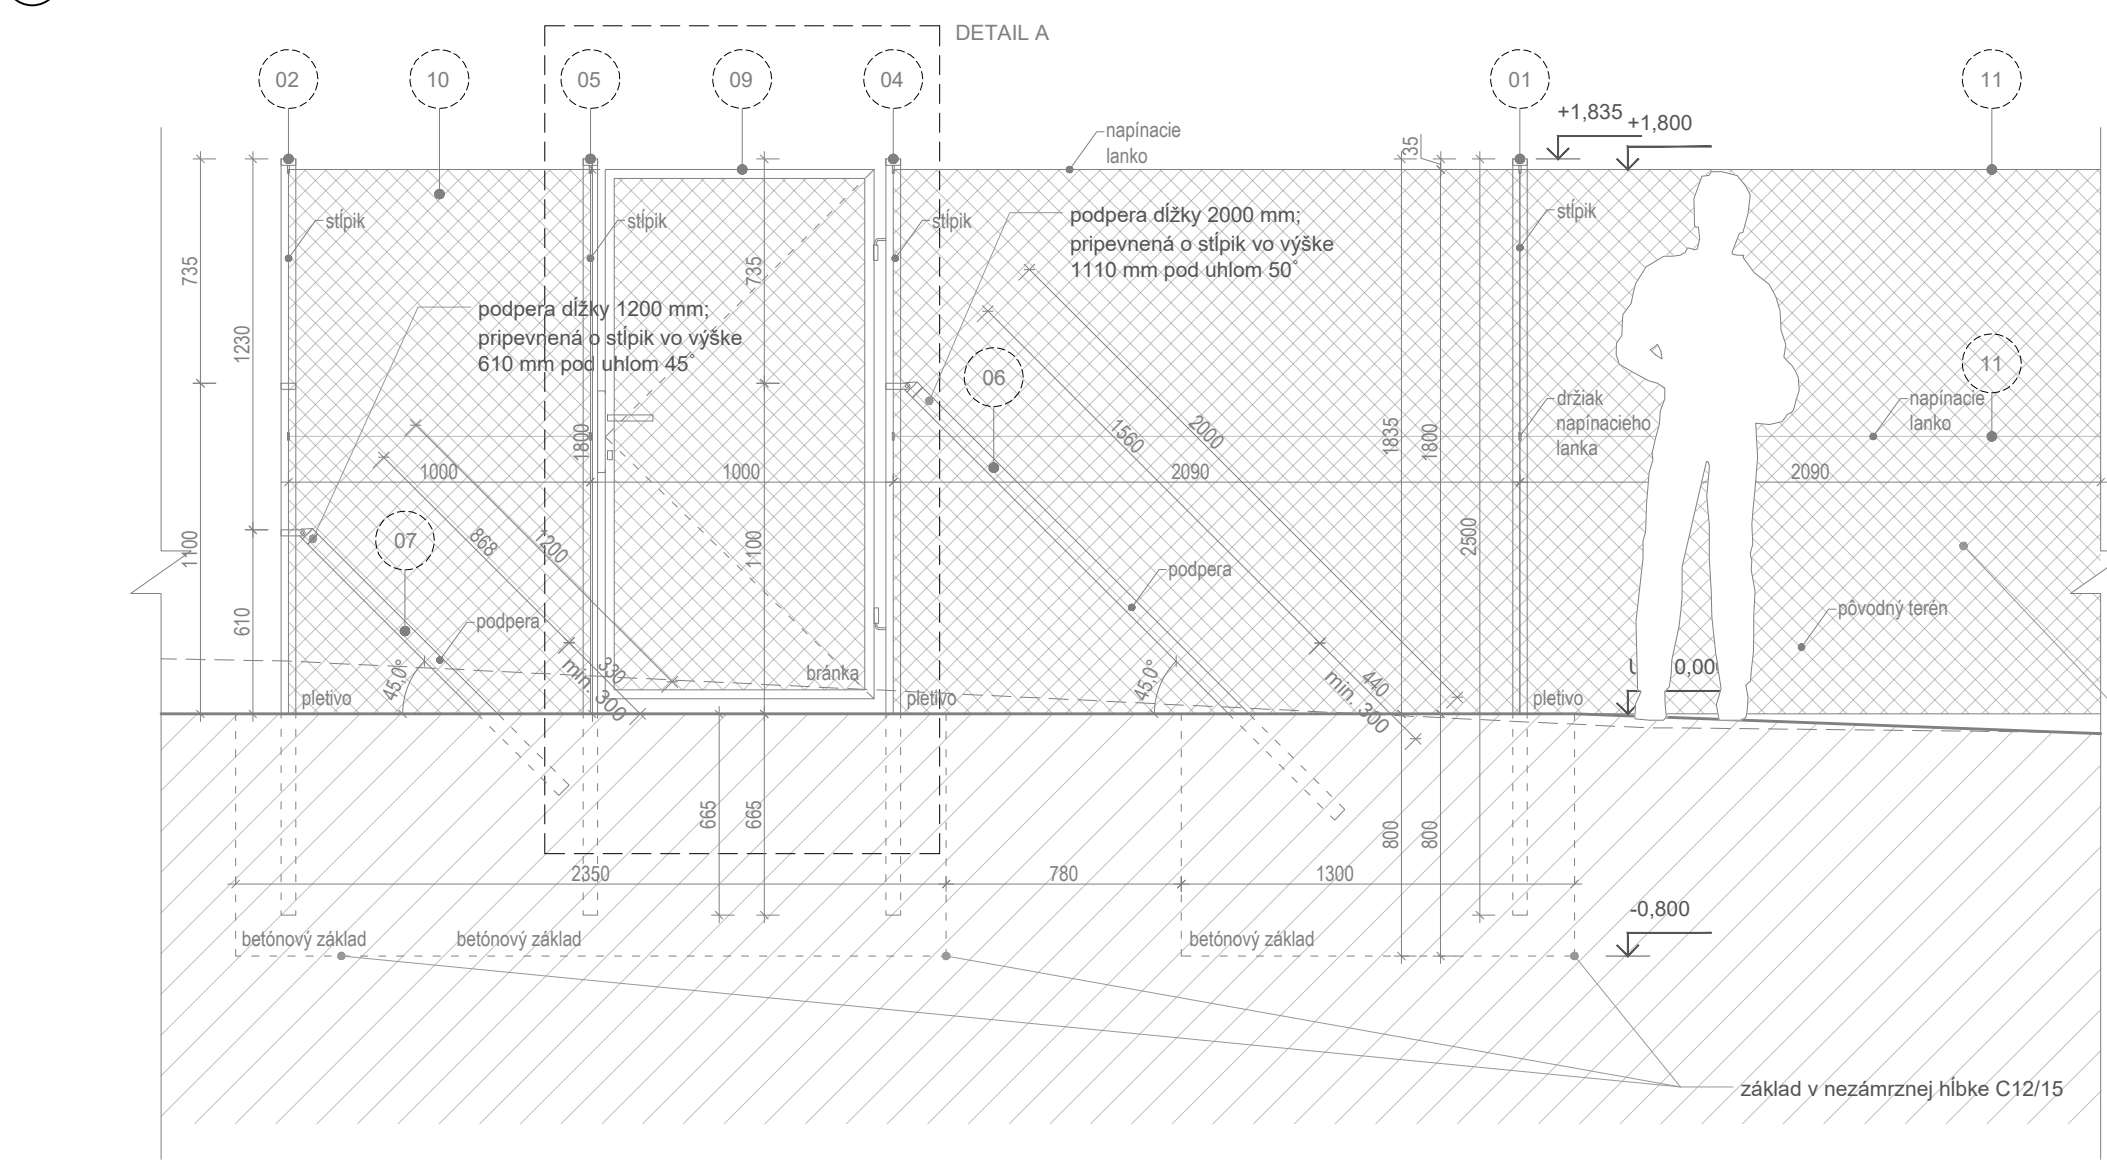 DETAIL A
02
10
05
09
04
01
11
+1,835
+1,800
napínacie
lanko
35
stĺpik
stĺpik
stĺpik
stĺpik
podpera dĺžky 2000 mm;
pripevnená o stĺpik vo výške
1110 mm pod uhlom 50°
735
735
podpera dĺžky 1200 mm;
pripevnená o stĺpik vo výške
610 mm pod uhlom 45°
1230
06
11
držiak
napínacieho
lanka
napínacie
lanko
1800
1560
2000
1835
1800
1000
1000
2090
2090
07
868
1200
1100
1100
2500
podpera
610
podpera
pôvodný terén
45,0°
330
min. 300
bránka
45,0°
440
min. 300
pletivo
pletivo
pletivo
665
665
800
800
2350
780
1300
-0,800
betónový základ
betónový základ
betónový základ
základ v nezámrznej hĺbke C12/15